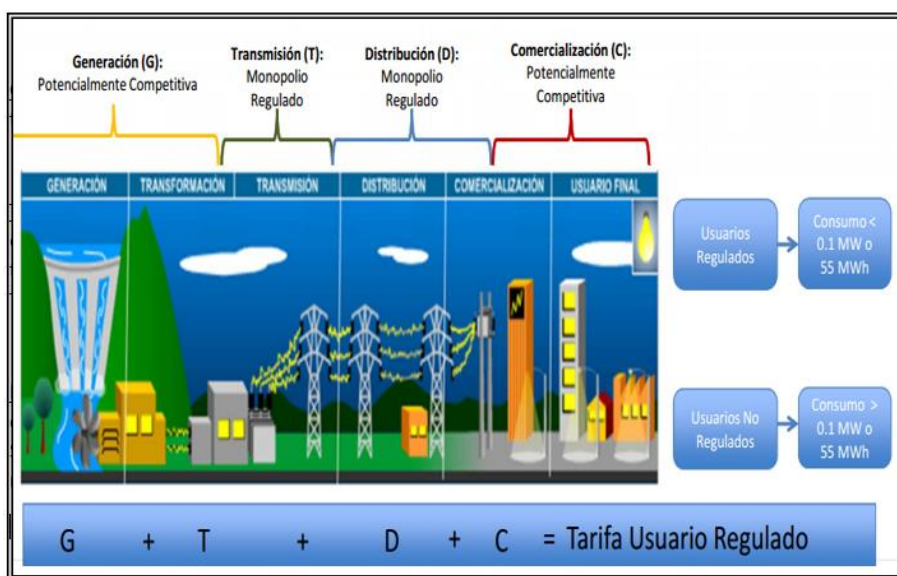 Generación (G):
Potencialmente Competitiva
Transmisión (T):
Monopolio
Regulado
Distribución (D):
Monopolio
Regulado
Comercialización (C):
Potencialmente
Competitiva
GENERACIÓN
TRANSFORMACIÓN
TRANSMISIÓN
DISTRIBUCIÓN
COMERCIALIZACIÓN
USUARIO FINAL
Usuarios
Regulados
Consumo <
0.1 MW o
55 MWh
Usuarios No
Regulados
Consumo >
0.1 MW o
55 MWh
G + T + D + C = Tarifa Usuario Regulado